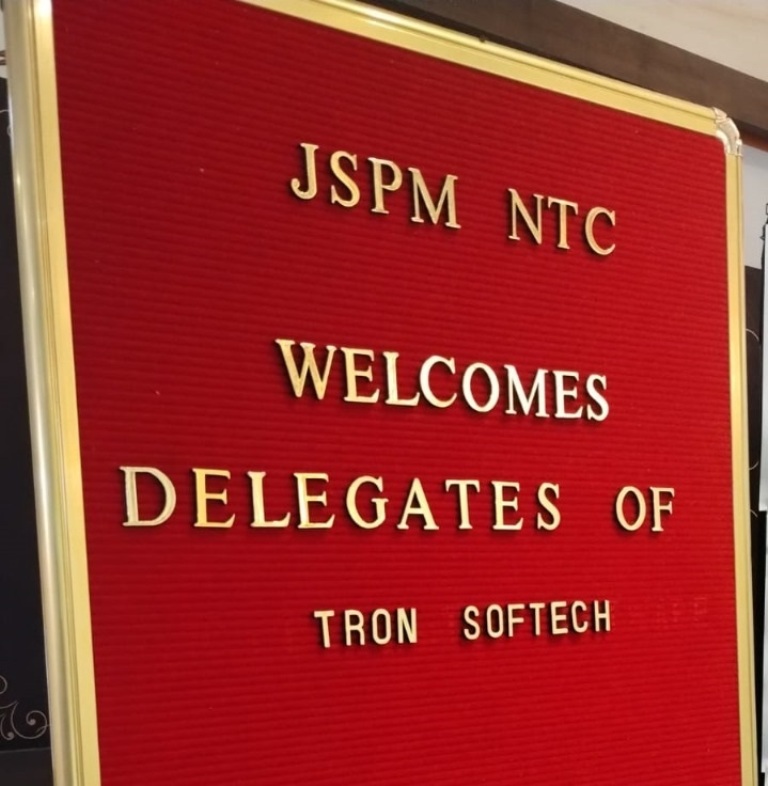 JSPM NTC
WELCOMES
DELEGATES OF
TRON SOFTECH